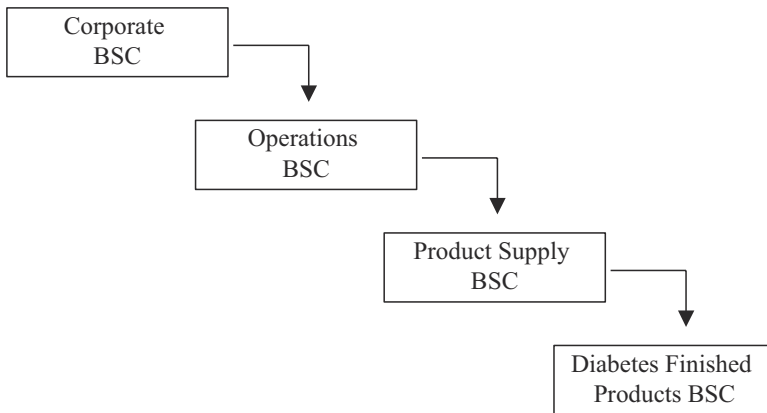 Corporate
BSC
Operations
BSC
Product Supply
BSC
Diabetes Finished
Products BSC